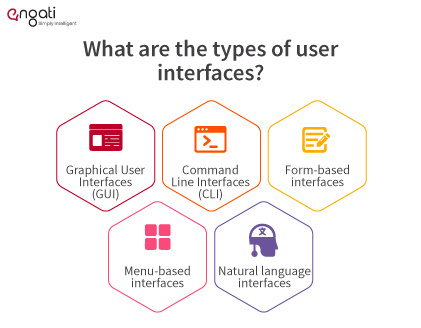 engati
Simply Intelligent
What are the types of user
interfaces?
Graphical User
Interfaces
(GUI)
Command
Line Interfaces
(CLI)
Form-based
interfaces
Menu-based
interfaces
Natural language
interfaces